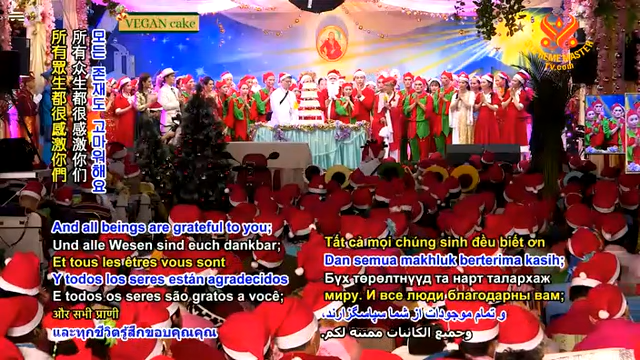 VEGAN cake
SUPREMEMASTER
TV.com
모든 존재도 고마워해요
所有众生都很感激你们
所有眾生都很感激你們
And all beings are grateful to you;
Und alle Wesen sind euch dankbar;
Et tous les êtres vous sont
Y todos los seres están agradecidos
E todos os seres são gratos a você;
और सभी प्राणी
และทุกชีวิตรู้สึกขอบคุณคุณ
Tất cả mọi chúng sinh đều biết ơn
Dan semua makhluk berterima kasih;
Бүх төрөлтнүүд та нарт талархаж
миру. И все люди благодарны вам;
و تمام موجودات از شما سپاسگزارند،
وجميع الكائنات ممتنة لكم.